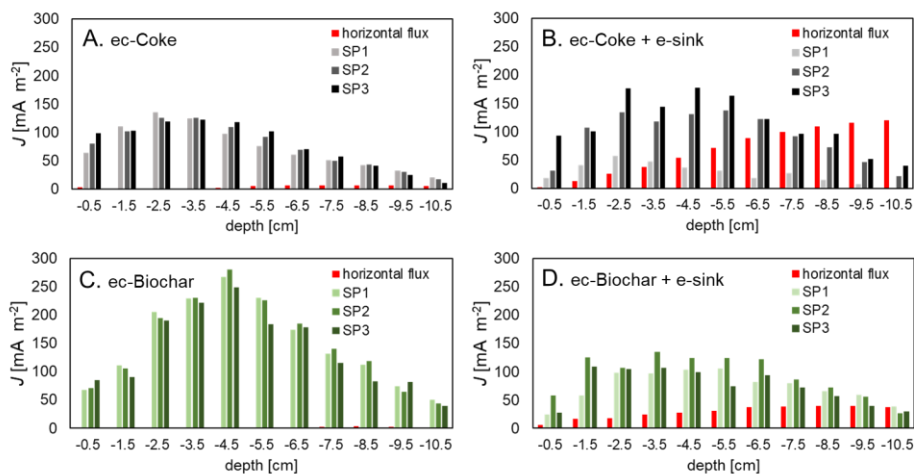 A. ec-Coke
J [mA m-2]
300
250
200
150
100
50
0
horizontal flux
SP1
SP2
SP3
-0.5 -1.5 -2.5 -3.5 -4.5 -5.5 -6.5 -7.5 -8.5 -9.5 -10.5
depth [cm]
B. ec-Coke + e-sink
J [mA m-2]
300
250
200
150
100
50
0
horizontal flux
SP1
SP2
SP3
-0.5 -1.5 -2.5 -3.5 -4.5 -5.5 -6.5 -7.5 -8.5 -9.5 -10.5
depth [cm]
C. ec-Biochar
J [mA m-2]
300
250
200
150
100
50
0
horizontal flux
SP1
SP2
SP3
-0.5 -1.5 -2.5 -3.5 -4.5 -5.5 -6.5 -7.5 -8.5 -9.5 -10.5
depth [cm]
D. ec-Biochar + e-sink
J [mA m-2]
300
250
200
150
100
50
0
horizontal flux
SP1
SP2
SP3
-0.5 -1.5 -2.5 -3.5 -4.5 -5.5 -6.5 -7.5 -8.5 -9.5 -10.5
depth [cm]